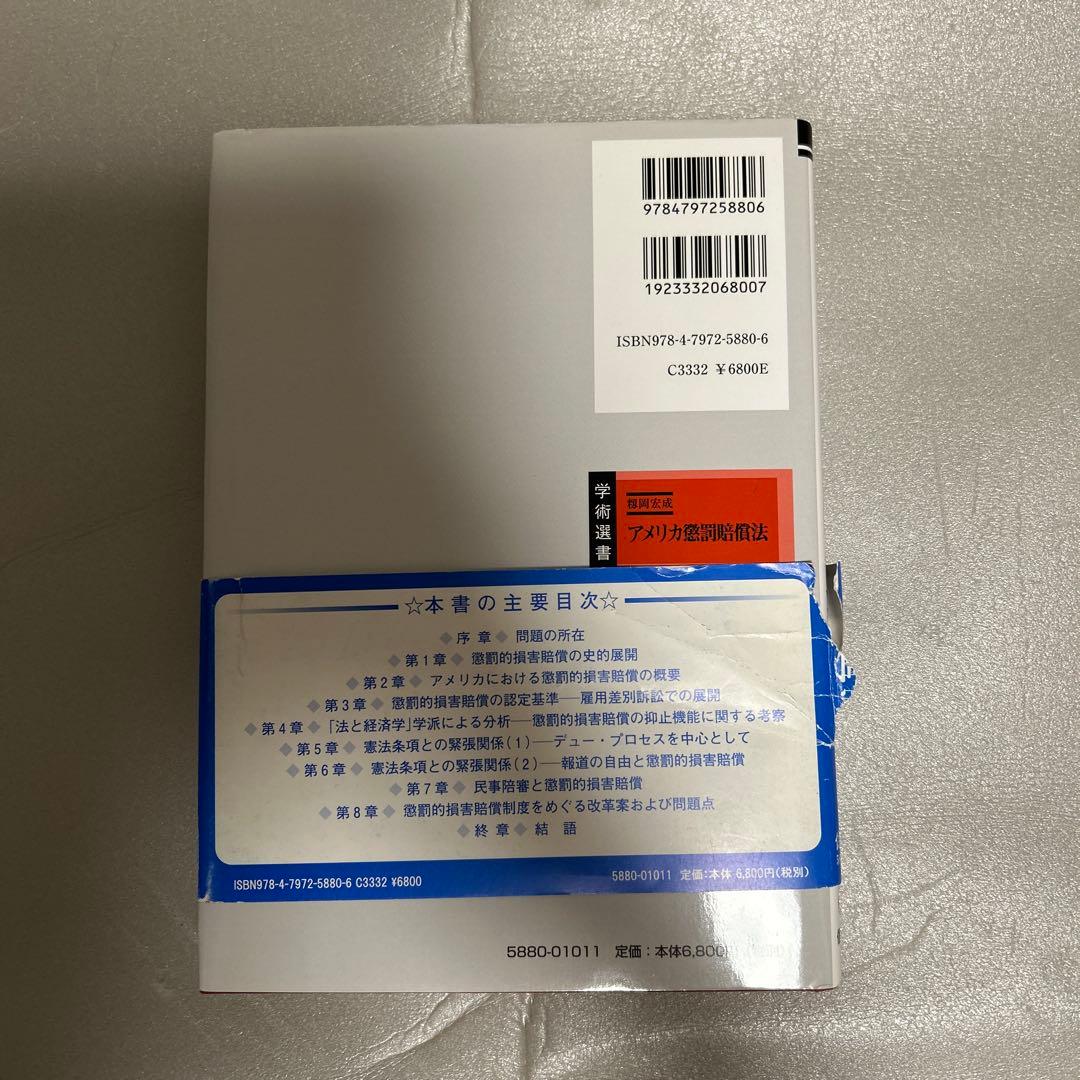 9784797258806
1923332068007
ISBN978-4-7972-5880-6
C3332 ¥6800E
学術選書
籾岡宏成
アメリカ懲罰賠償法
☆本書の主要目次☆
◆序 章◆ 問題の所在
◆第1章◆ 懲罰的損害賠償の史的展開
◆第2章◆ アメリカにおける懲罰的損害賠償の概要
◆第3章◆ 懲罰的損害賠償の認定基準──雇用差別訴訟での展開
◆第4章◆「法と経済学」学派による分析──懲罰的損害賠償の抑止機能に関する考察
◆第5章◆ 憲法条項との緊張関係(1)──デュー・プロセスを中心として
◆第6章◆ 憲法条項との緊張関係(2)──報道の自由と懲罰的損害賠償
◆第7章◆ 民事陪審と懲罰的損害賠償
◆第8章◆ 懲罰的損害賠償制度をめぐる改革案および問題点
◆終 章◆ 結 語
ISBN978-4-7972-5880-6 C3332 ¥6800
5880-01011 定価:本体 6,800円(税別)
5880-01011 定価:本体6,800円